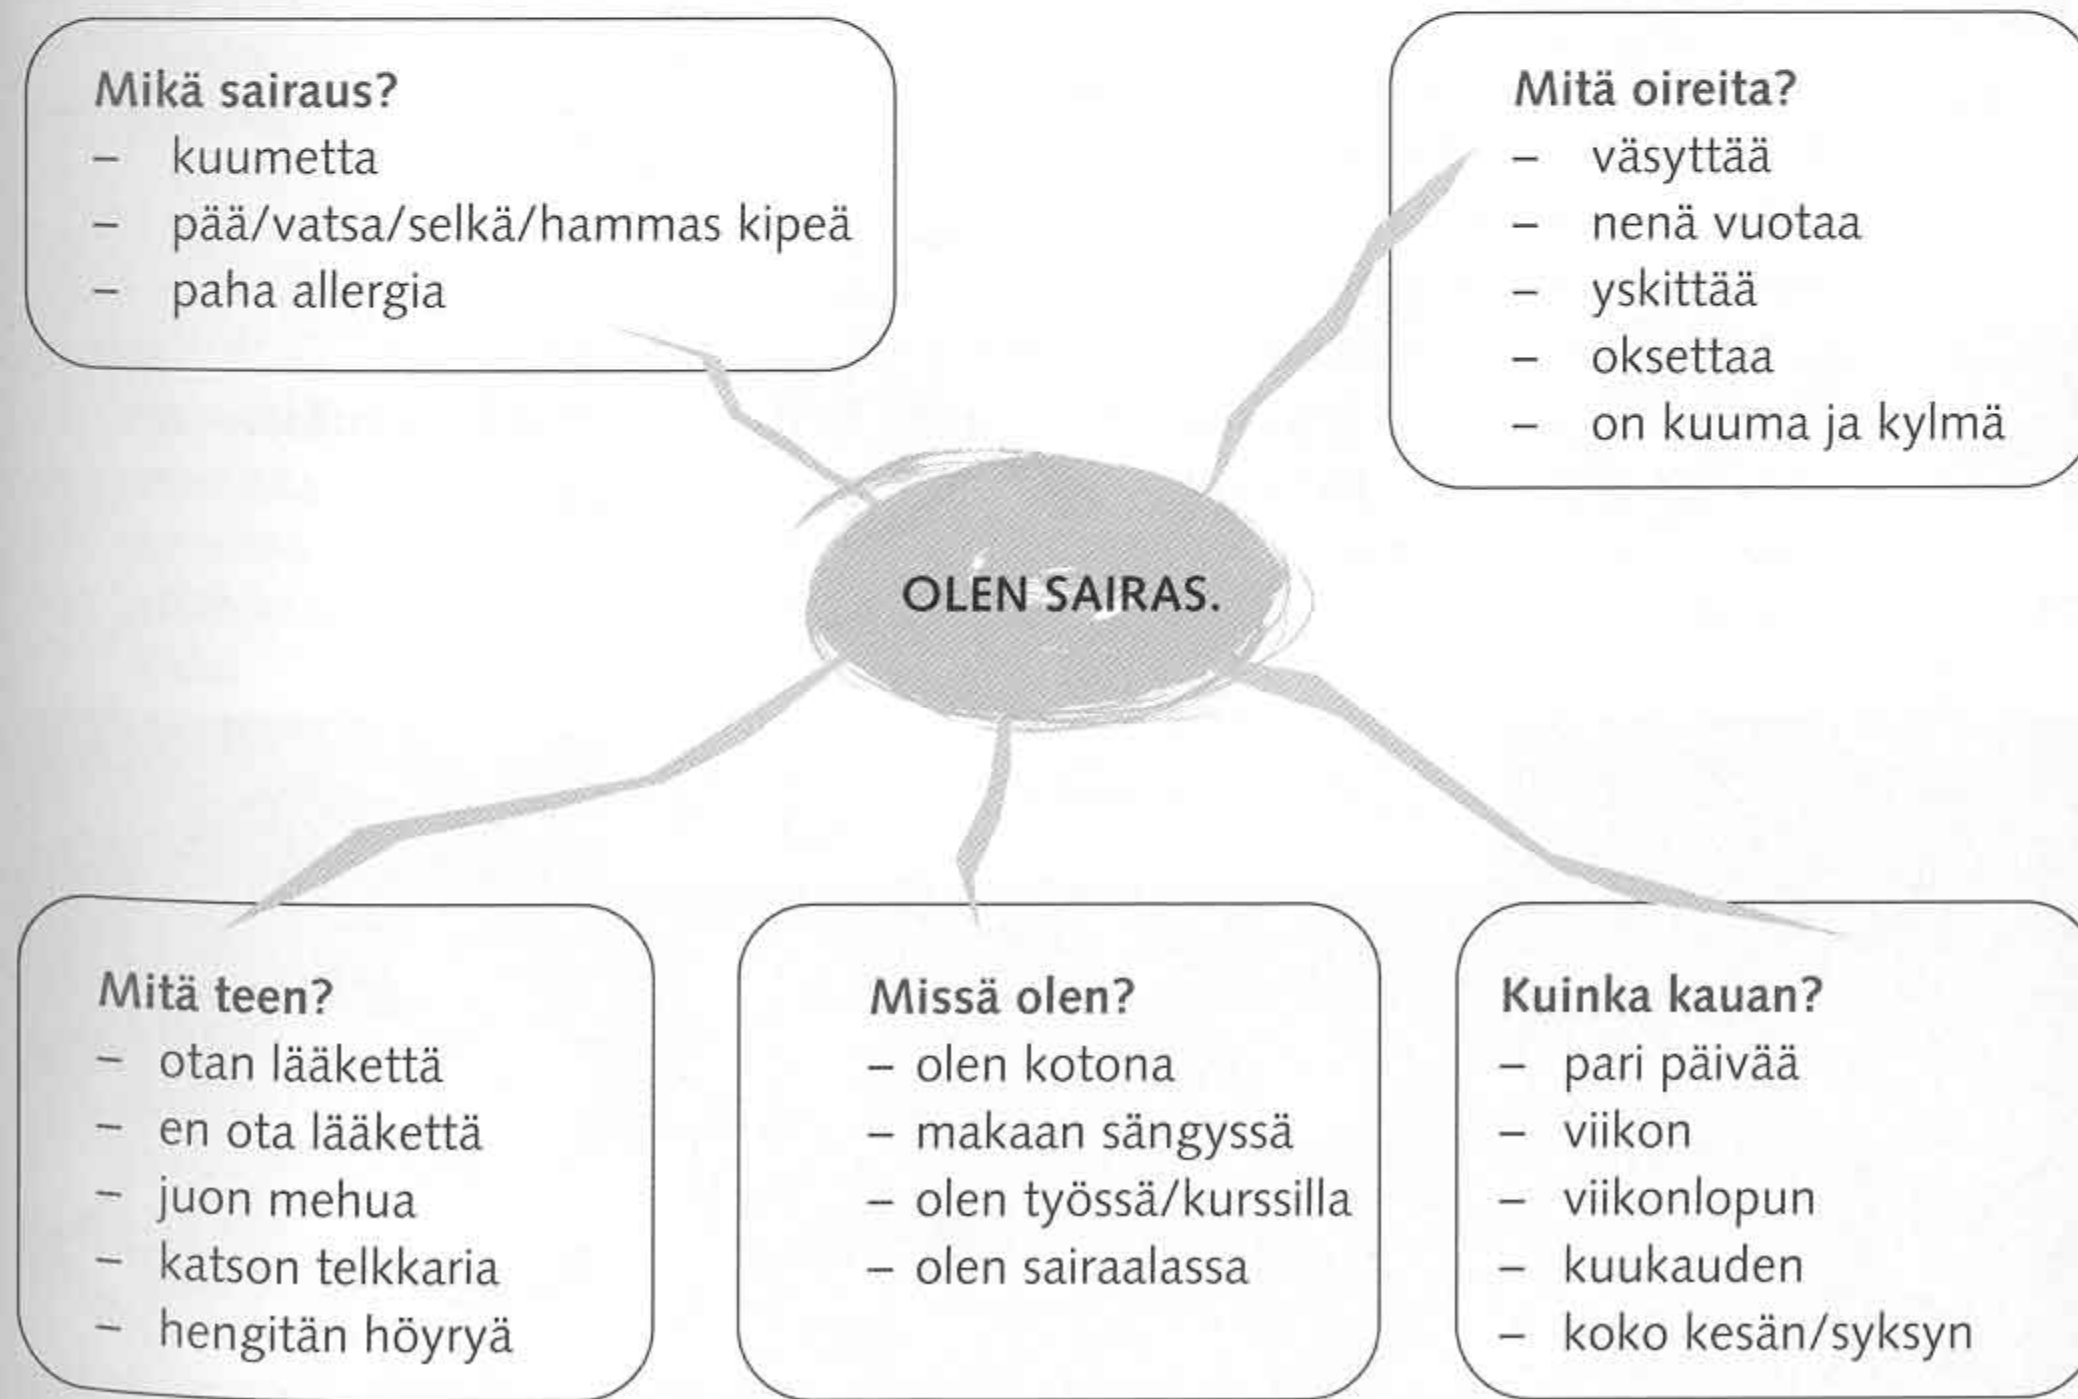 Mikä sairaus?
– kuumetta
– pää/vatsa/selkä/hammas kipeä
– paha allergia
Mitä oireita?
– väsyttää
– nenä vuotaa
– yskittää
– oksettaa
– on kuuma ja kylmä
OLEN SAIRAS.
Mitä teen?
– otan lääkettä
– en ota lääkettä
– juon mehua
– katson telkkaria
– hengitän höyryä
Missä olen?
– olen kotona
– makaan sängyssä
– olen työssä/kurssilla
– olen sairaalassa
Kuinka kauan?
– pari päivää
– viikon
– viikonlopun
– kuukauden
– koko kesän/syksyn